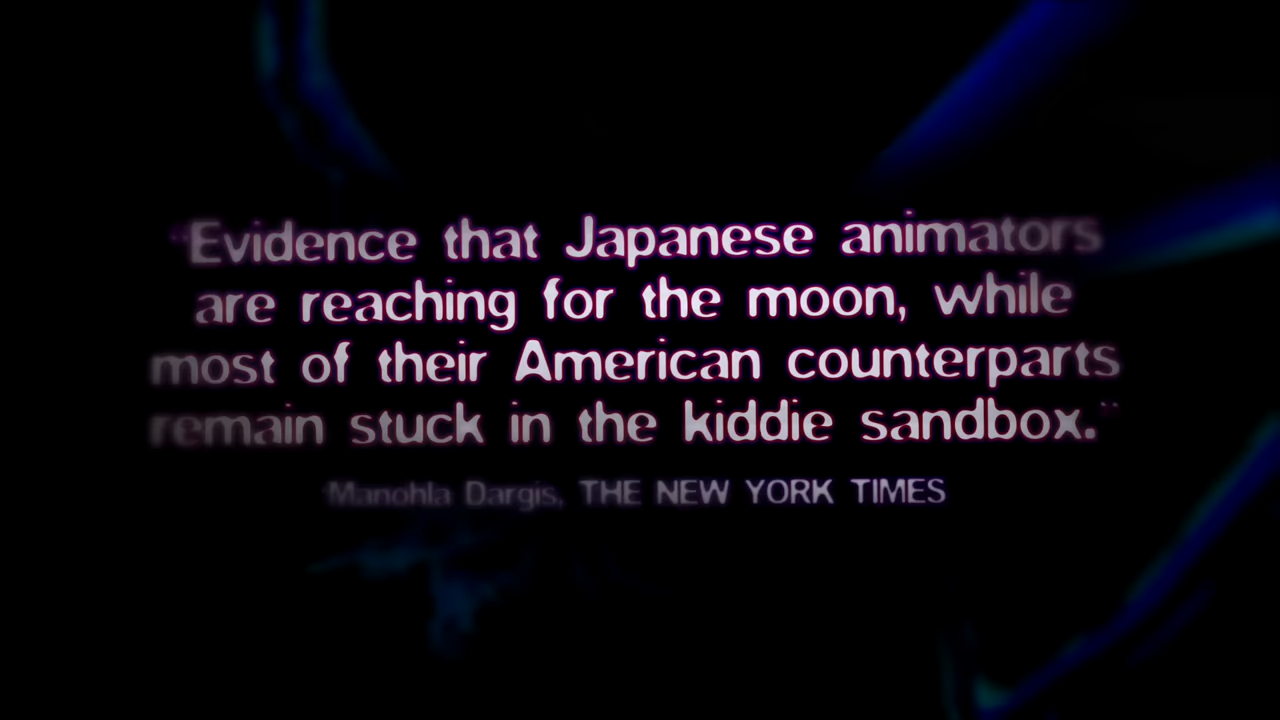 "Evidence that Japanese animators
are reaching for the moon, while
most of their American counterparts
remain stuck in the kiddie sandbox."
-Manohla Dargis, THE NEW YORK TIMES